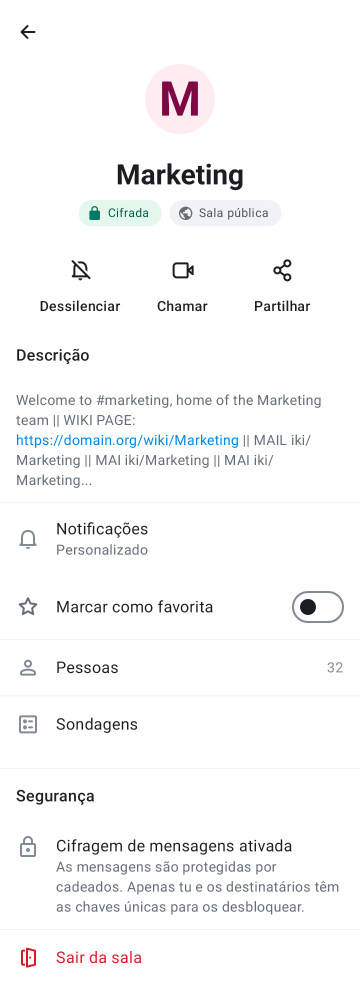 M
Marketing
Cifrada
Sala pública
Dessilenciar
Chamar
Partilhar
Descrição
Welcome to #marketing, home of the Marketing
team || WIKI PAGE:
https://domain.org/wiki/Marketing || MAIL iki/
Marketing || MAI iki/Marketing || MAI iki/
Marketing...
Notificações
Personalizado
Marcar como favorita
Pessoas 32
Sondagens
Segurança
Cifragem de mensagens ativada
As mensagens são protegidas por
cadeados. Apenas tu e os destinatários têm
as chaves únicas para os desbloquear.
Sair da sala